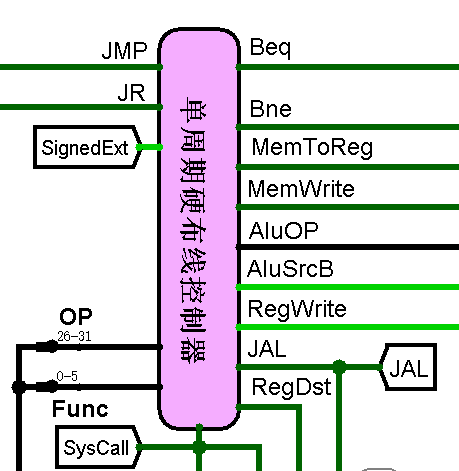 JMP
JR
SignedExt
OP
26-31
0-5
Func
SysCall
单周期硬布线控制器
Beq
Bne
MemToReg
MemWrite
AluOP
AluSrcB
RegWrite
JAL
JAL
RegDst